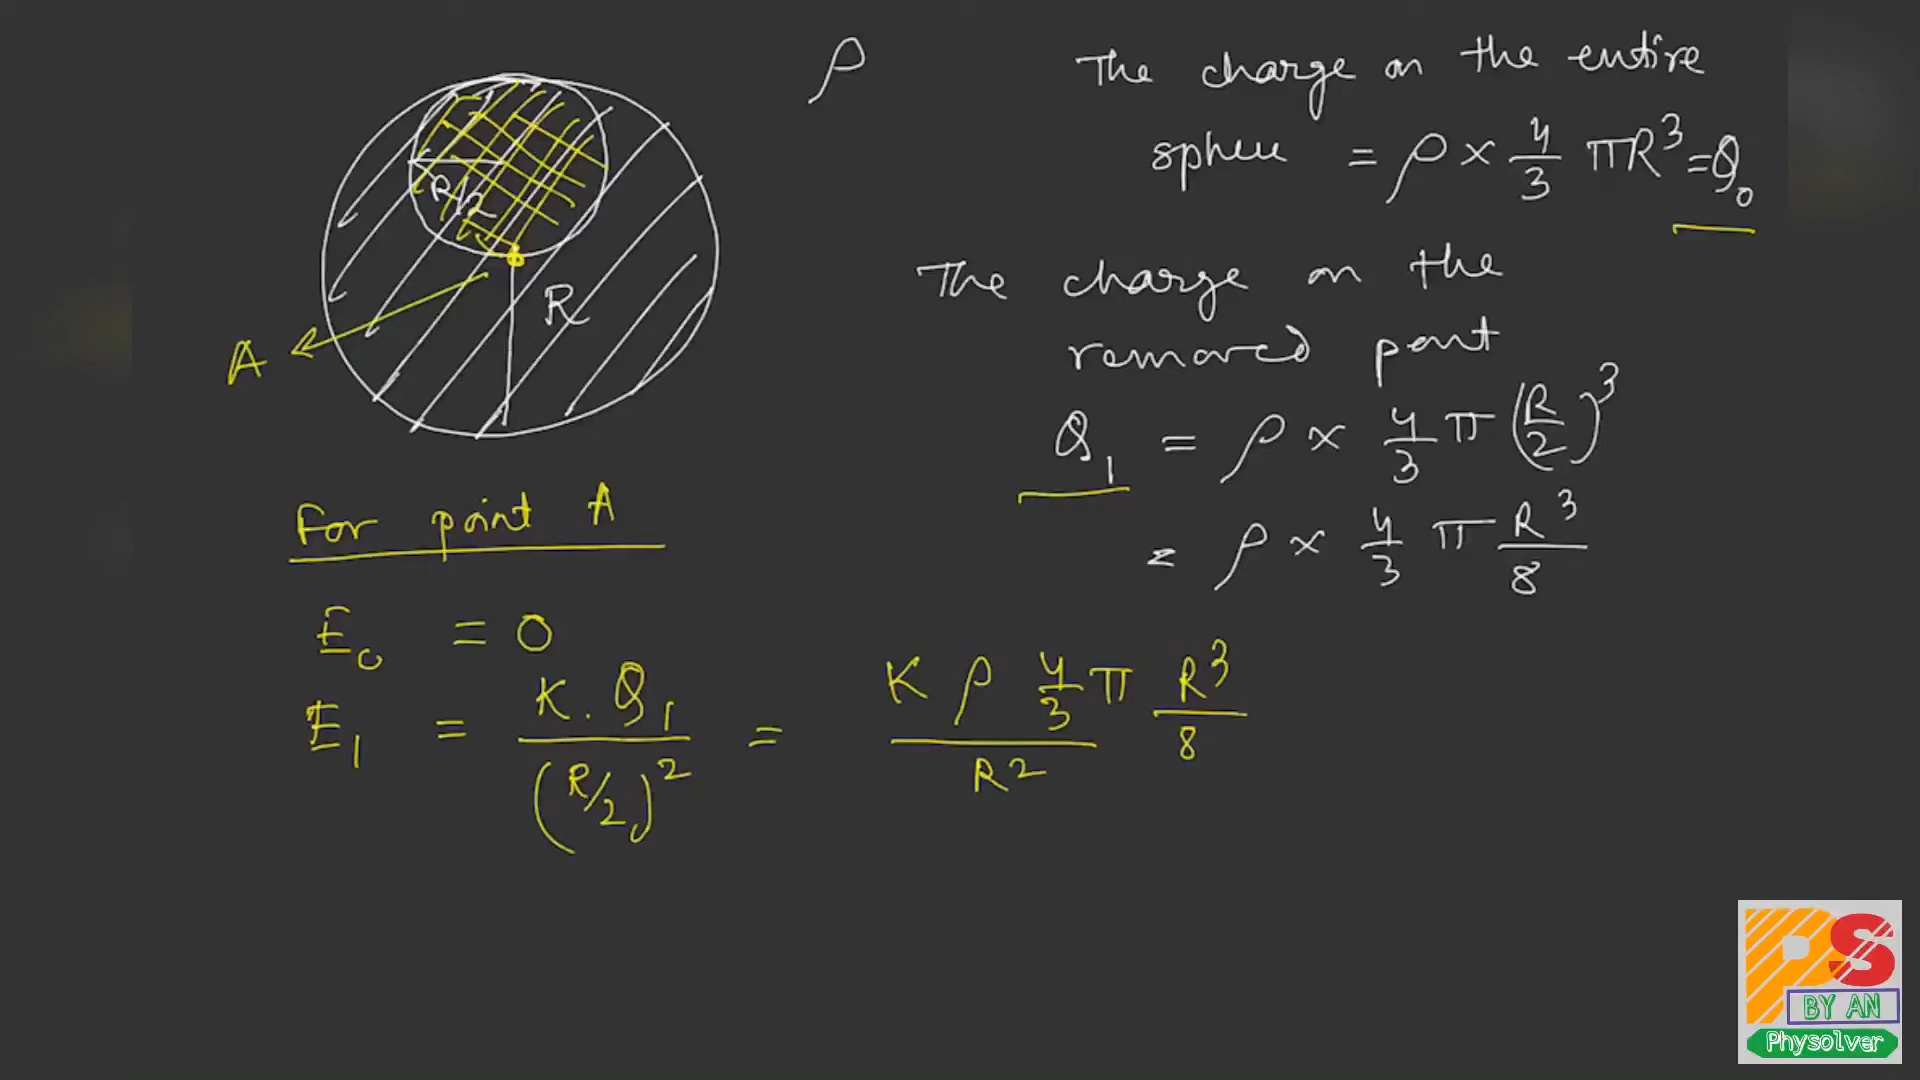 ρ
The charge on the entire
sphere = ρ × 4/3 πR³ = Q₀
R/2
R
A
The charge on the
removed part
Q₁ = ρ × 4/3 π (R/2)³
= ρ × 4/3 π R³/8
For point A
E₀ = 0
E₁ = K.Q₁/(R/2)² = K ρ 4/3 π R³/8 / R²
PS
BY AN
Physolver